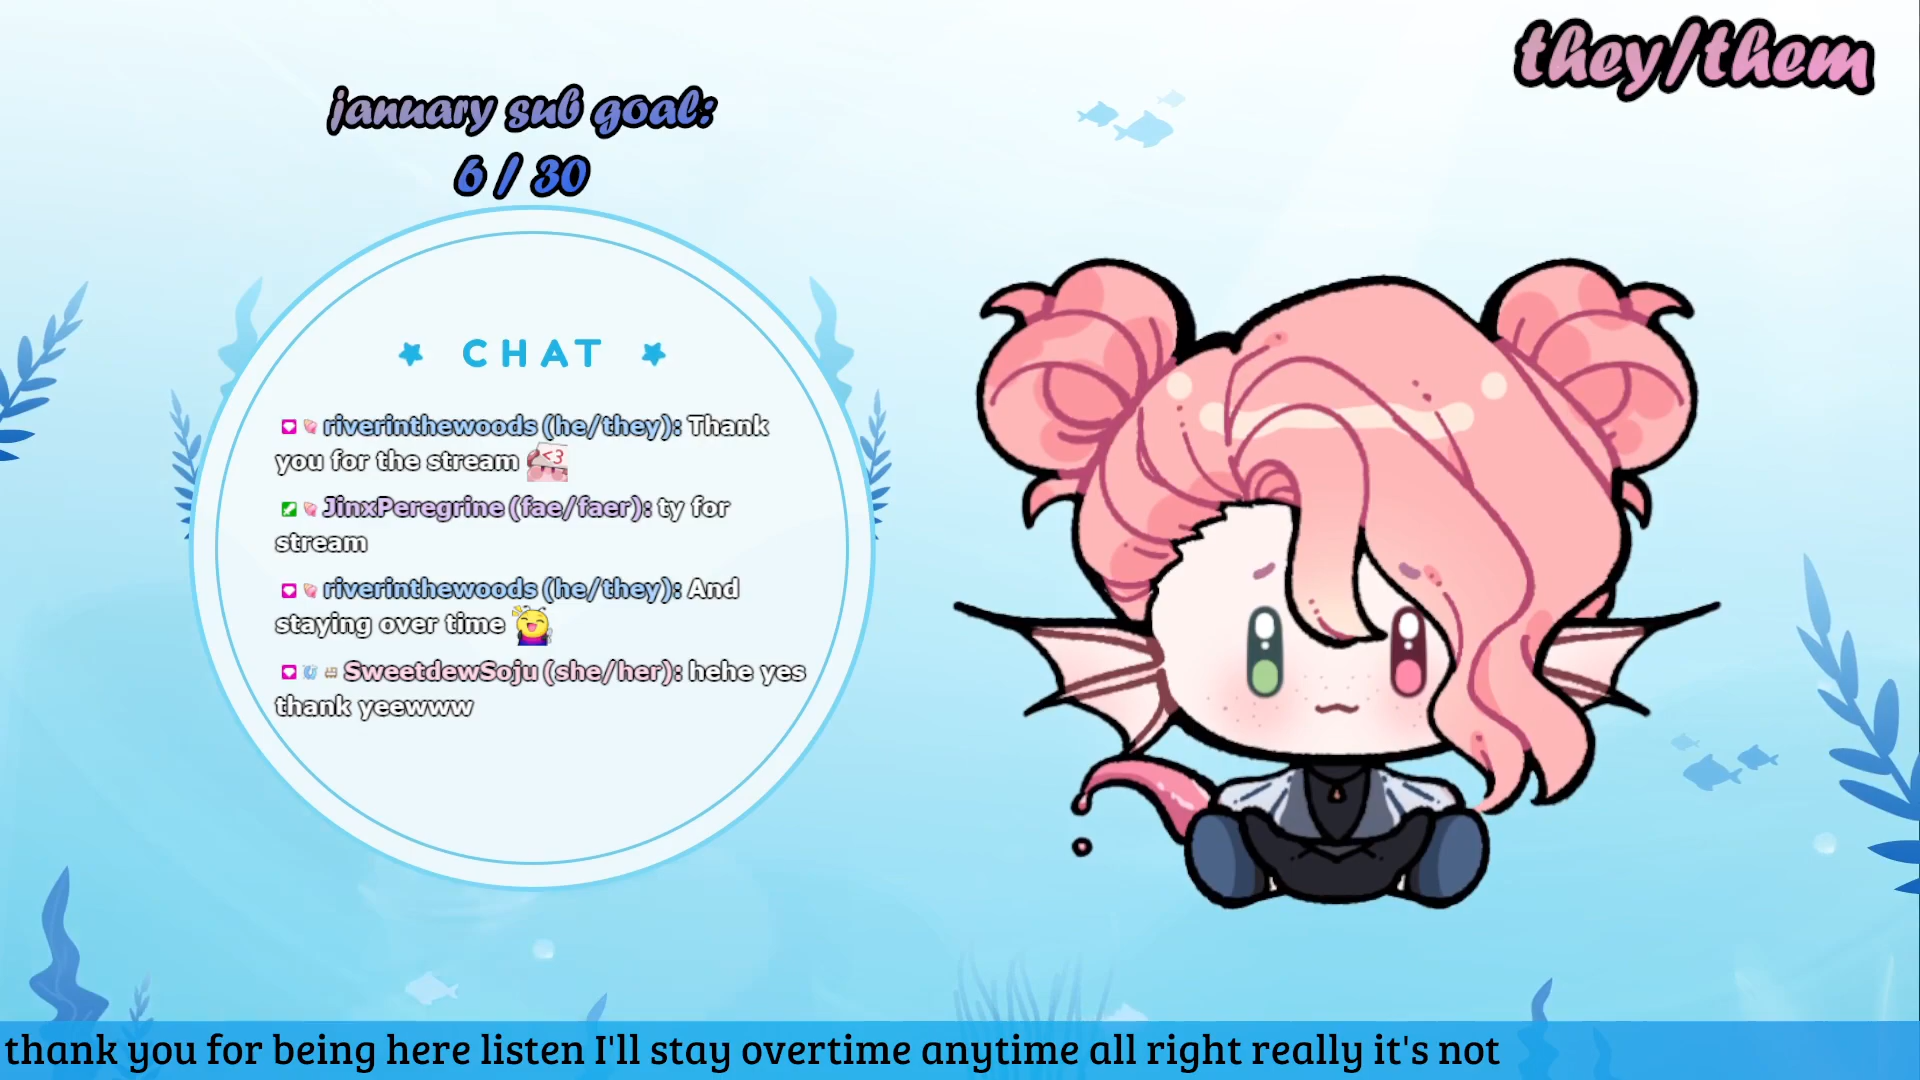 they/them
january sub goal:
6 / 30
CHAT
riverinthewoods (he/they): Thank
you for the stream <3
JinxPeregrine (fae/faer): ty for
stream
riverinthewoods (he/they): And
staying over time
SweetdewSoju (she/her): hehe yes
thank yeewww
thank you for being here listen I'll stay overtime anytime all right really it's not